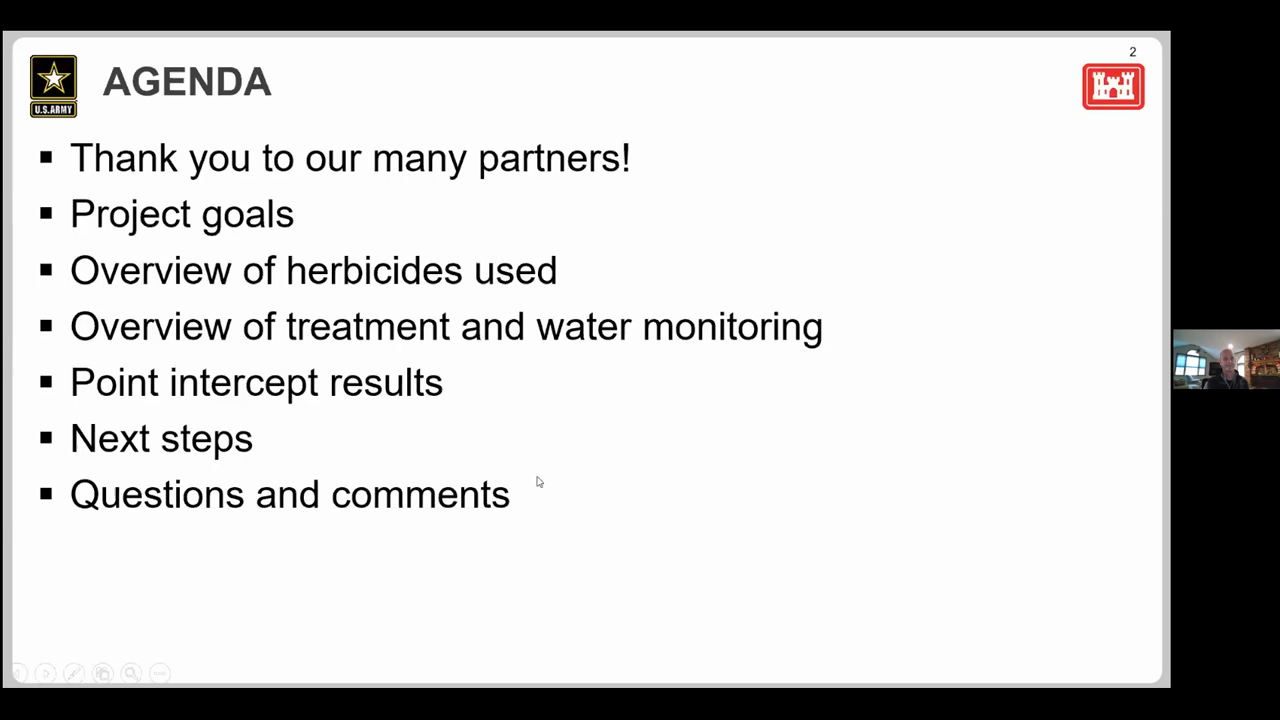 2
U.S.ARMY
AGENDA
Thank you to our many partners!
Project goals
Overview of herbicides used
Overview of treatment and water monitoring
Point intercept results
Next steps
Questions and comments